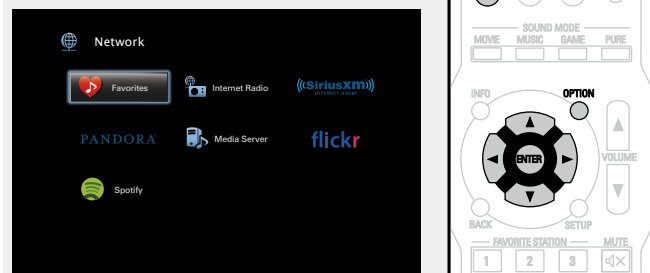 Network
Favorites
Internet Radio
((SiriusXM))
INTERNET RADIO
PANDORA
Media Server
flickr
Spotify
SOUND MODE
MOVIE MUSIC GAME PURE
INFO OPTION
ENTER
VOLUME
BACK SETUP
FAVORITE STATION MUTE
1 2 3